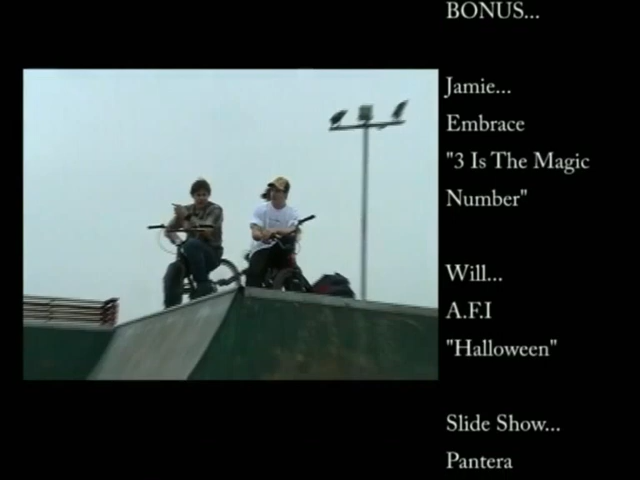 BONUS...
Jamie...
Embrace
"3 Is The Magic
Number"
Will...
A.F.I
"Halloween"
Slide Show...
Pantera